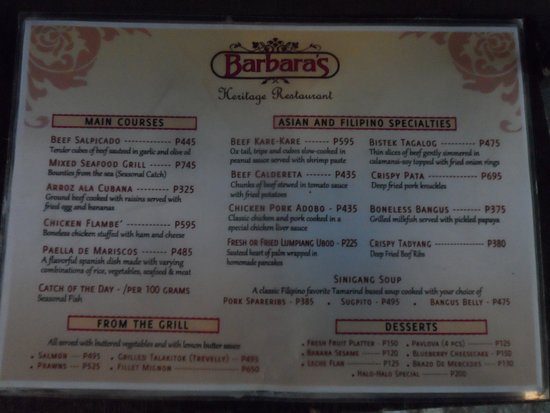 Barbara's
Heritage Restaurant
MAIN COURSES
BEEF SALPICADO ---------- P445
Tender cubes of beef sauteed in garlic and olive oil
MIXED SEAFOOD GRILL ------- P745
Bounties from the sea (Seasonal Catch)
ARROZ ALA CUBANA --------- P325
Ground beef cooked with raisins served with
fried egg and bananas
CHICKEN FLAMBE' ---------- P595
Boneless chicken stuffed with ham and cheese
PAELLA DE MARISCOS ------- P485
A flavorful spanish dish made with varying
combinations of rice, vegetables, seafood & meat
CATCH OF THE DAY - /PER 100 GRAMS
Seasonal Fish
FROM THE GRILL
All served with buttered vegetables and with lemon butter sauce
• SALMON --- P495
• PRAWNS --- P525
• GRILLED TALAKITOK (TREVELLY) - P495
• FILLET MIGNON --------- P650
ASIAN AND FILIPINO SPECIALTIES
BEEF KARE-KARE ------- P595
Ox tail, tripe and cubes slow-cooked in
peanut sauce served with shrimp paste
BEEF CALDERETA ------- P435
Chunks of beef stewed in tomato sauce
with fried potatoes
CHICKEN PORK ADOBO - P435
Classic chicken and pork cooked in a
special chicken liver sauce
FRESH OR FRIED LUMPIANG UBOD - P225
Sauteed heart of palm wrapped in
homemade pancakes
BISTEK TAGALOG -------- P475
Thin slices of beef gently simmered in
calamansi-soy topped with fried onion rings
CRISPY PATA ---------- P695
Deep fried pork knuckles
BONELESS BANGUS ------ P375
Grilled milkfish served with pickled papaya
CRISPY TADYANG ------- P380
Deep Fried Beef Ribs
SINIGANG SOUP
A classic Filipino favorite Tamarind based soup cooked with your choice of
PORK SPARERIBS - P385 SUGPITO - P495 BANGUS BELLY - P475
DESSERTS
• FRESH FRUIT PLATTER - P150
• BANANA SESAME ------ P120
• LECHE FLAN --------- P125
• PAVLOVA (4 PCS) ------ P125
• BLUEBERRY CHEESECAKE - P150
• BRAZO DE MERCEDES --- P130
• HALO-HALO SPECIAL ------ P200